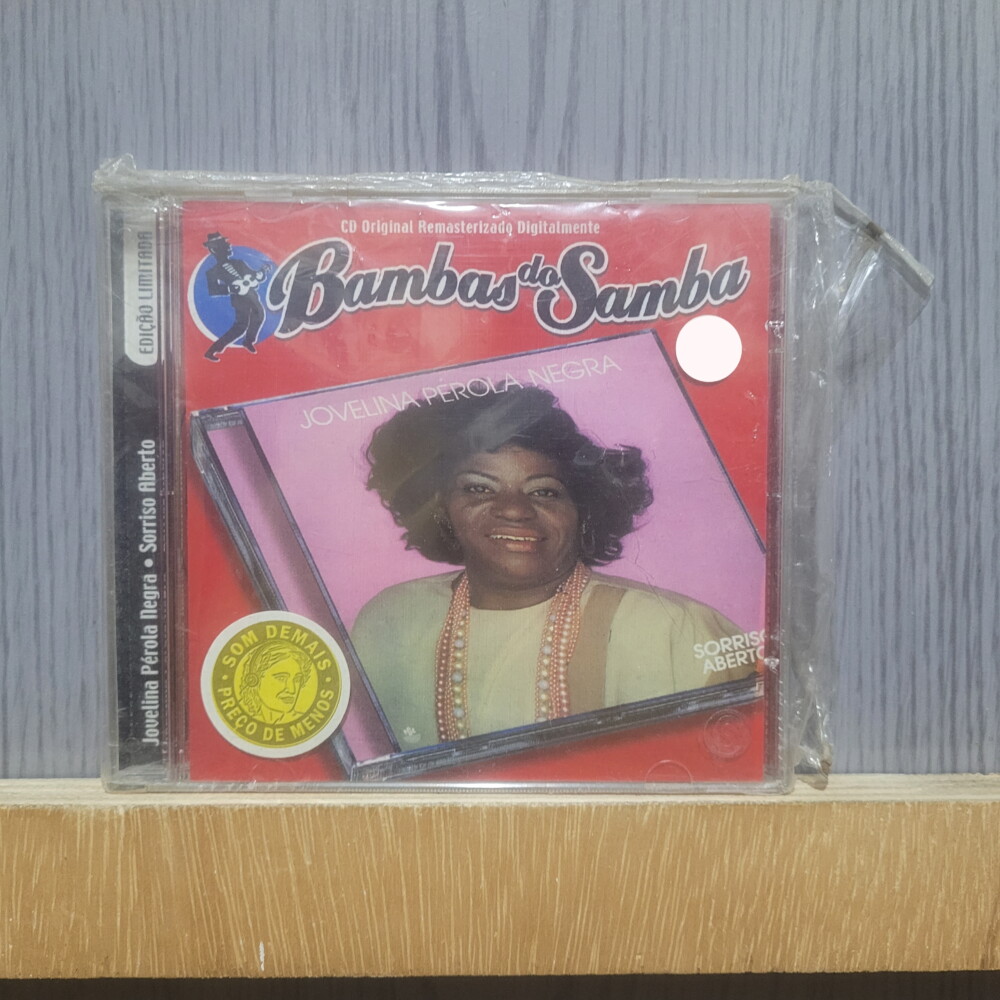 CD Original Remasterizado Digitalmente
Bambas do Samba
EDIÇÃO LIMITADA
Jovelina Pérola Negra • Sorriso Aberto
JOVELINA PÉROLA NEGRA
SORRISO
ABERTO
SOM DEMAIS
PREÇO DE MENOS